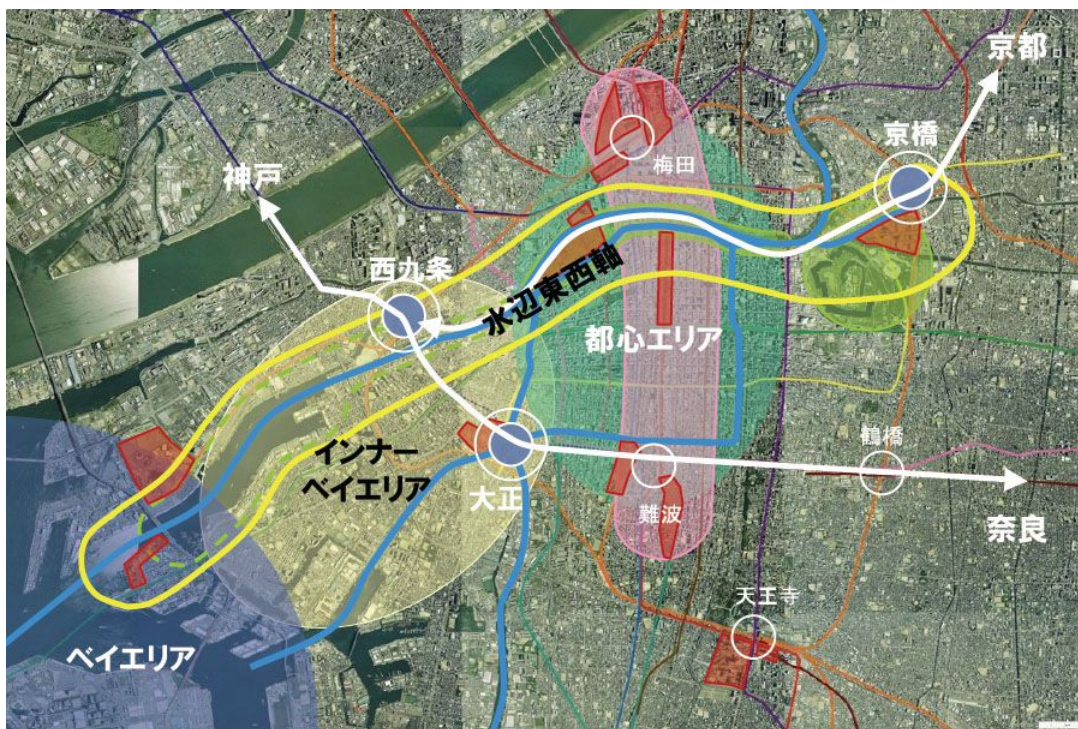 京都
京橋
梅田
神戸
西九条
水辺東西軸
都心エリア
インナー
ベイエリア
大正
鶴橋
難波
奈良
天王寺
ベイエリア